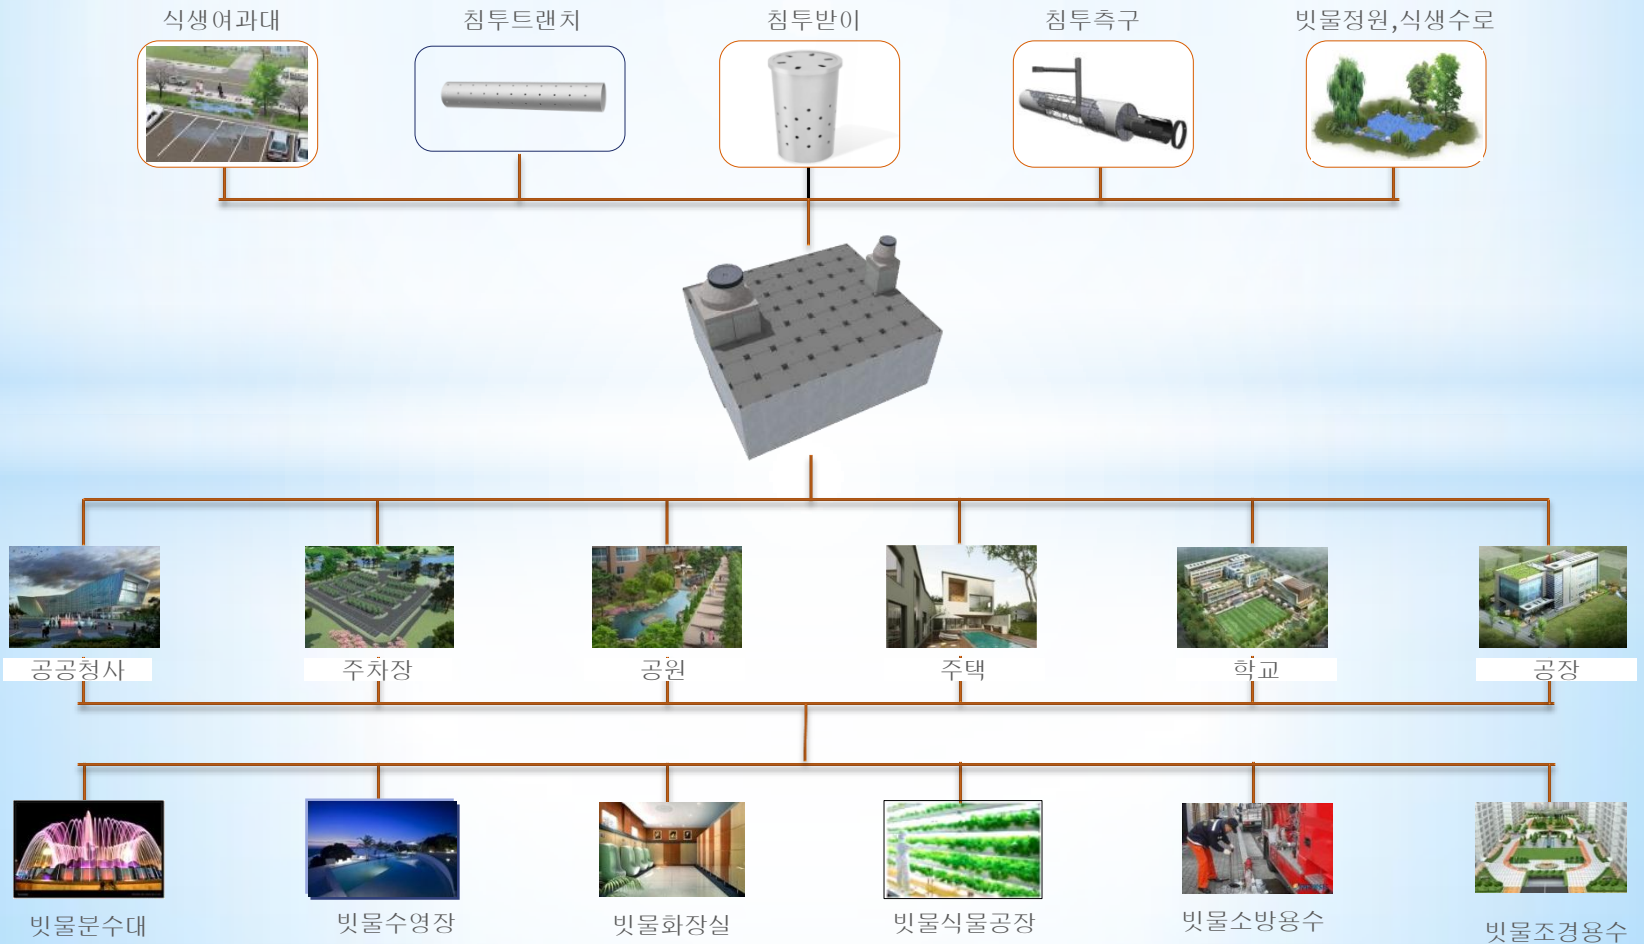 식생여과대
침투트랜치
침투받이
침투측구
빗물정원,식생수로
공공청사
주차장
공원
주택
학교
공장
빗물분수대
빗물수영장
빗물화장실
빗물식물공장
빗물소방용수
빗물조경용수